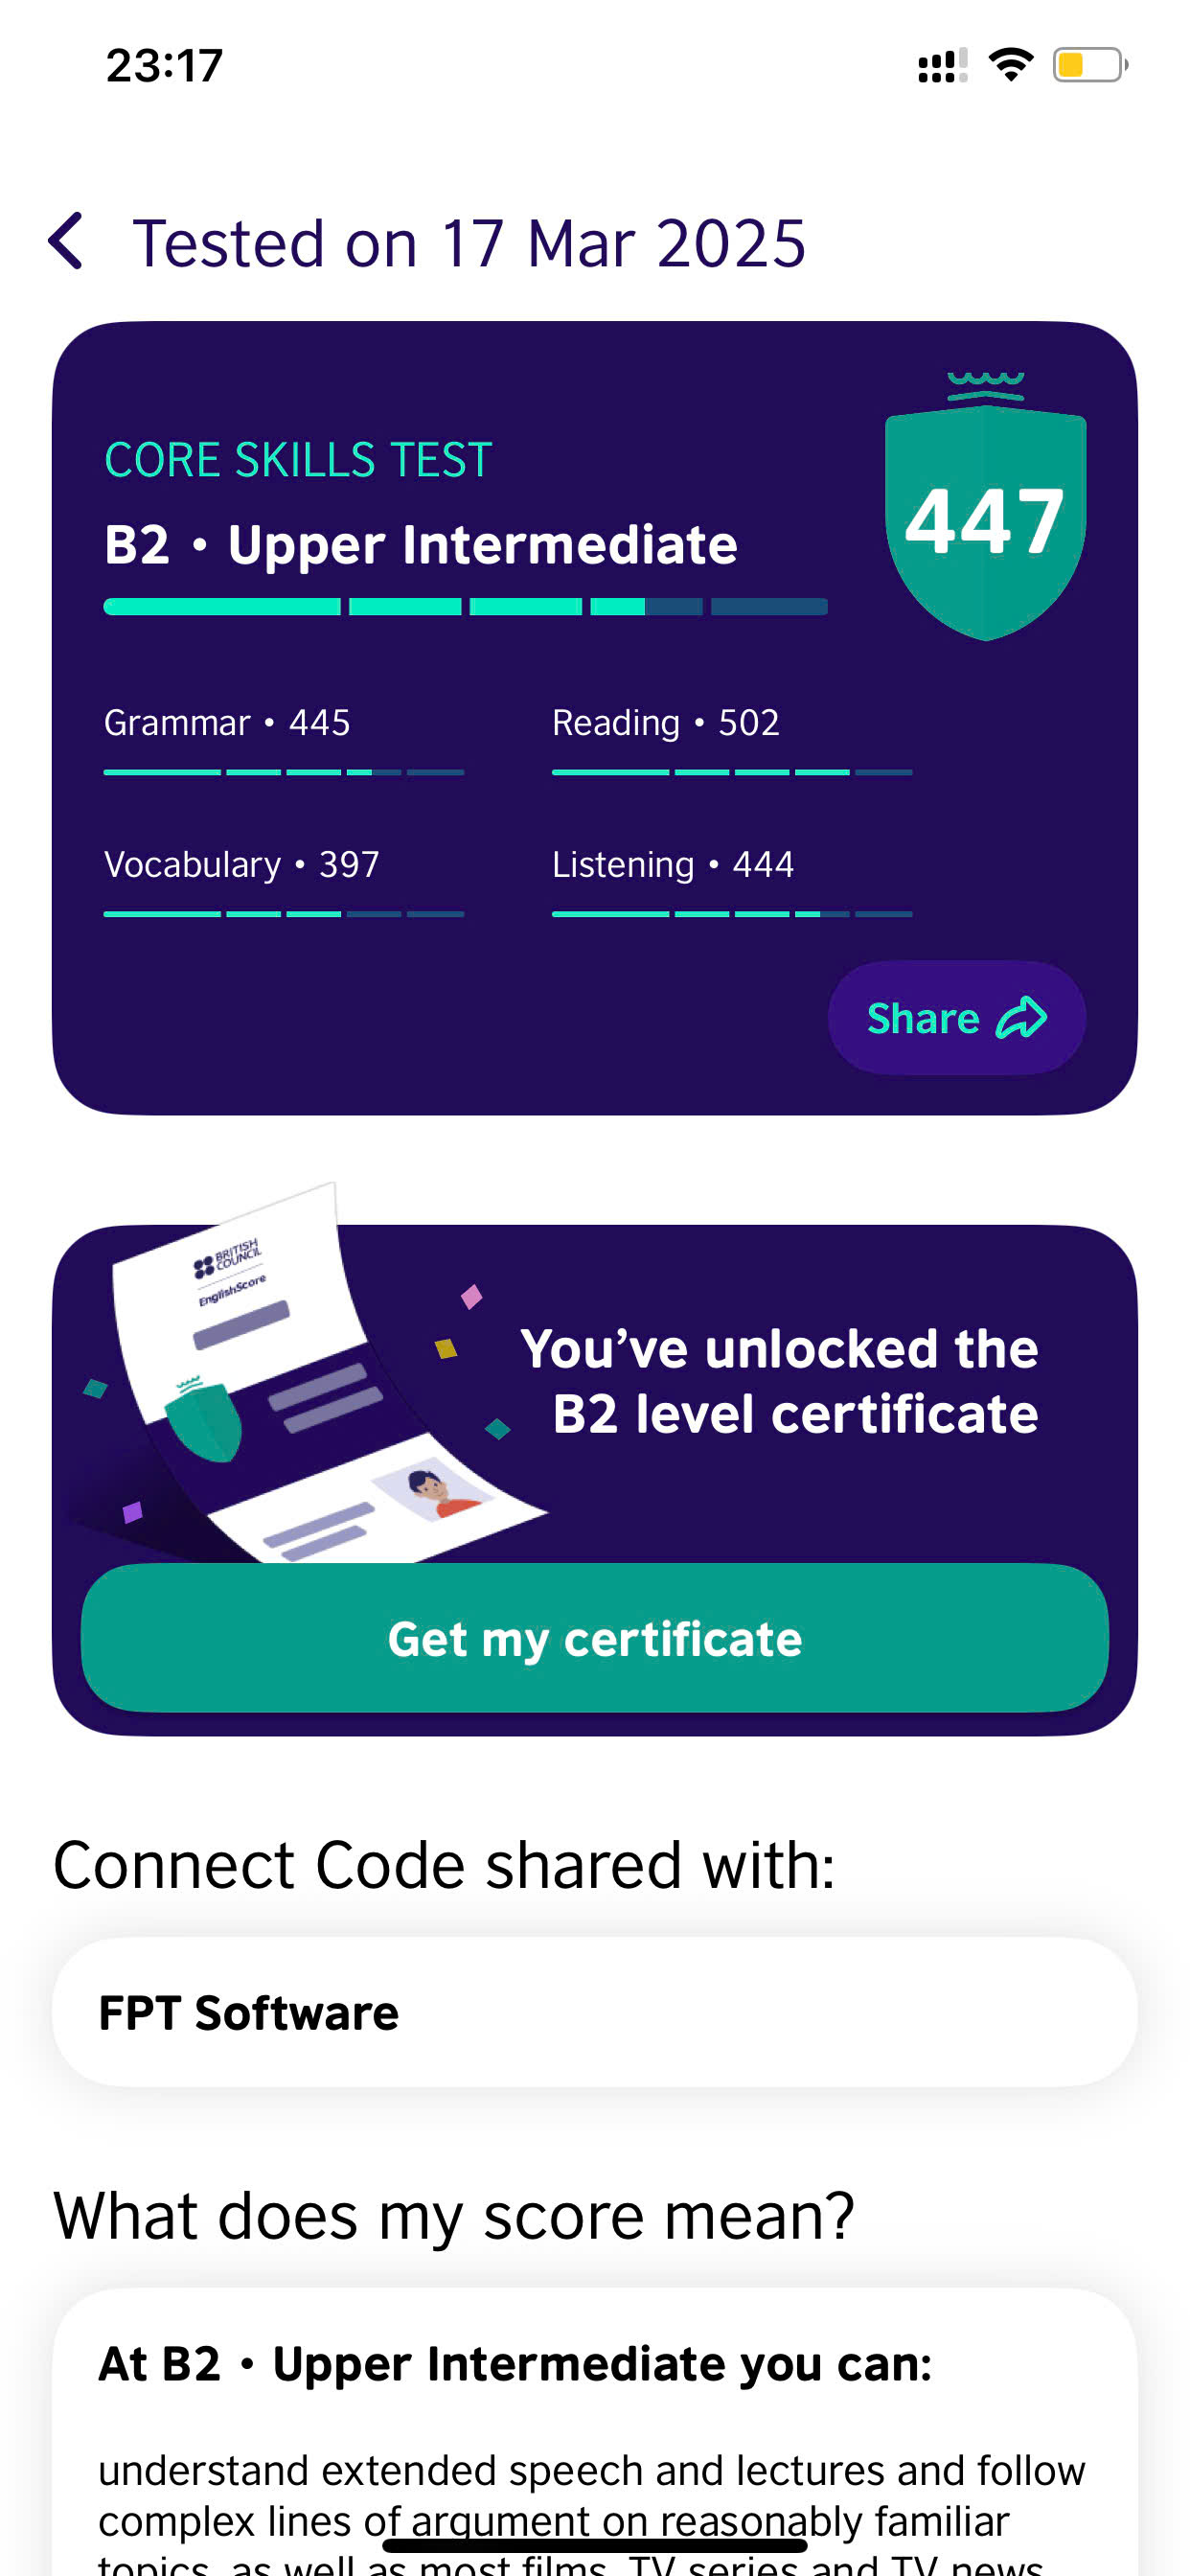 23:17
Tested on 17 Mar 2025
CORE SKILLS TEST
B2 • Upper Intermediate
447
Grammar • 445
Reading • 502
Vocabulary • 397
Listening • 444
Share
BRITISH
COUNCIL
EnglishScore
You’ve unlocked the
B2 level certificate
Get my certificate
Connect Code shared with:
FPT Software
What does my score mean?
At B2 • Upper Intermediate you can:
understand extended speech and lectures and follow
complex lines of argument on reasonably familiar
topics, as well as most films, TV series and TV news